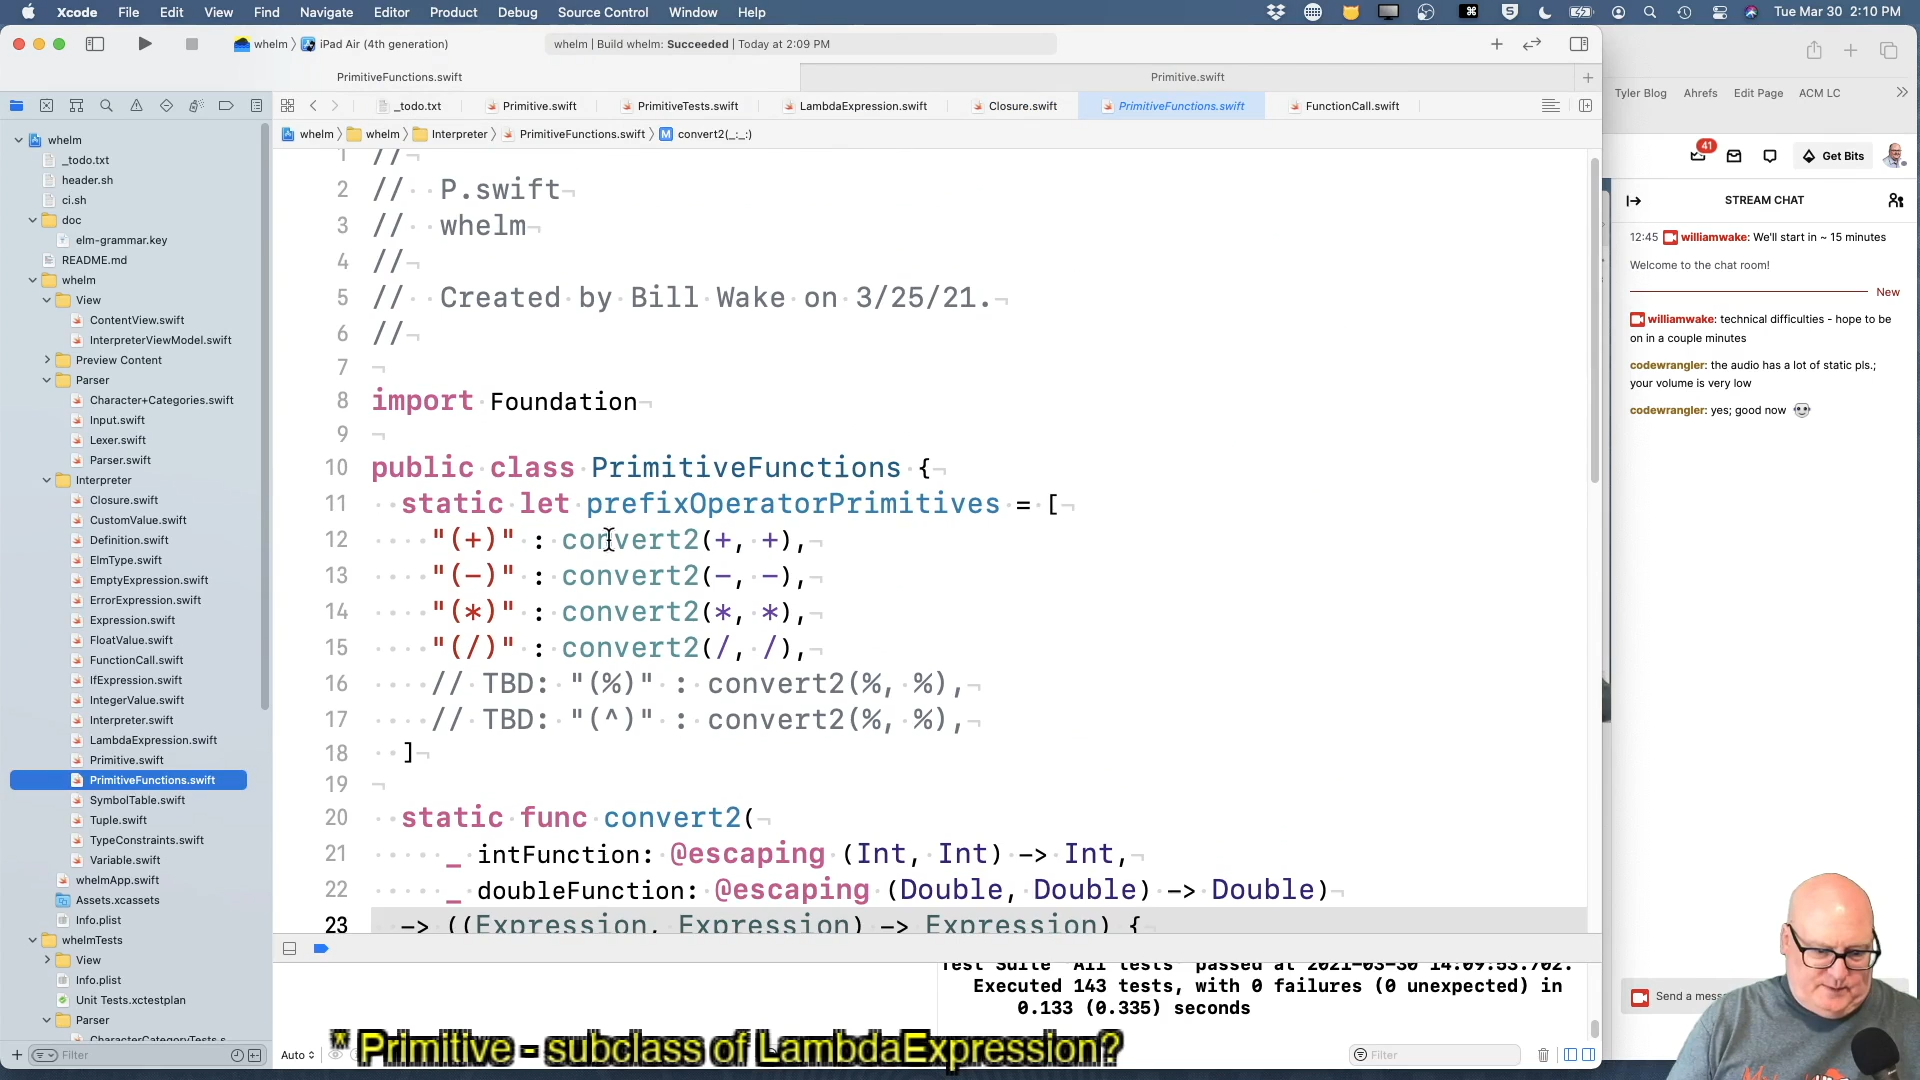 Xcode File Edit View Find Navigate Editor Product Debug Source Control Window Help
Tue Mar 30 2:10 PM
whelm iPad Air (4th generation)
whelm | Build whelm: Succeeded | Today at 2:09 PM
PrimitiveFunctions.swift
Primitive.swift
_todo.txt
Primitive.swift
PrimitiveTests.swift
LambdaExpression.swift
Closure.swift
PrimitiveFunctions.swift
FunctionCall.swift
whelm
whelm
Interpreter
PrimitiveFunctions.swift
M convert2(_:_:)
whelm
_todo.txt
header.sh
ci.sh
doc
elm-grammar.key
README.md
whelm
View
ContentView.swift
InterpreterViewModel.swift
Preview Content
Parser
Character+Categories.swift
Input.swift
Lexer.swift
Parser.swift
Interpreter
Closure.swift
CustomValue.swift
Definition.swift
ElmType.swift
EmptyExpression.swift
ErrorExpression.swift
Expression.swift
FloatValue.swift
FunctionCall.swift
IfExpression.swift
IntegerValue.swift
Interpreter.swift
LambdaExpression.swift
Primitive.swift
PrimitiveFunctions.swift
SymbolTable.swift
Tuple.swift
TypeConstraints.swift
Variable.swift
whelmApp.swift
Assets.xcassets
Info.plist
whelmTests
View
Info.plist
Unit Tests.xctestplan
Parser
CharacterCategoryTests.s
Filter
1 //
2 // P.swift
3 // whelm
4 //
5 // Created by Bill Wake on 3/25/21.
6 //
7
8 import Foundation
9
10 public class PrimitiveFunctions {
11 static let prefixOperatorPrimitives = [
12 "(+)" : convert2(+, +),
13 "(-)" : convert2(-, -),
14 "(*)" : convert2(*, *),
15 "(/)" : convert2(/, /),
16 // TBD: "(%)" : convert2(%, %),
17 // TBD: "(^)" : convert2(%, %),
18 ]
19
20 static func convert2(
21 _ intFunction: @escaping (Int, Int) -> Int,
22 _ doubleFunction: @escaping (Double, Double) -> Double)
23 -> ((Expression, Expression) -> Expression) {
Test Suite 'All tests' passed at 2021-03-30 14:09:53.702.
Executed 143 tests, with 0 failures (0 unexpected) in
0.133 (0.335) seconds
Auto
Filter
* Primitive - subclass of LambdaExpression?
Tyler Blog Ahrefs Edit Page ACM LC
41
Get Bits
STREAM CHAT
12:45 williamwake: We'll start in ~ 15 minutes
Welcome to the chat room!
New
williamwake: technical difficulties - hope to be
on in a couple minutes
codewrangler: the audio has a lot of static pls.;
your volume is very low
codewrangler: yes; good now
Send a mess